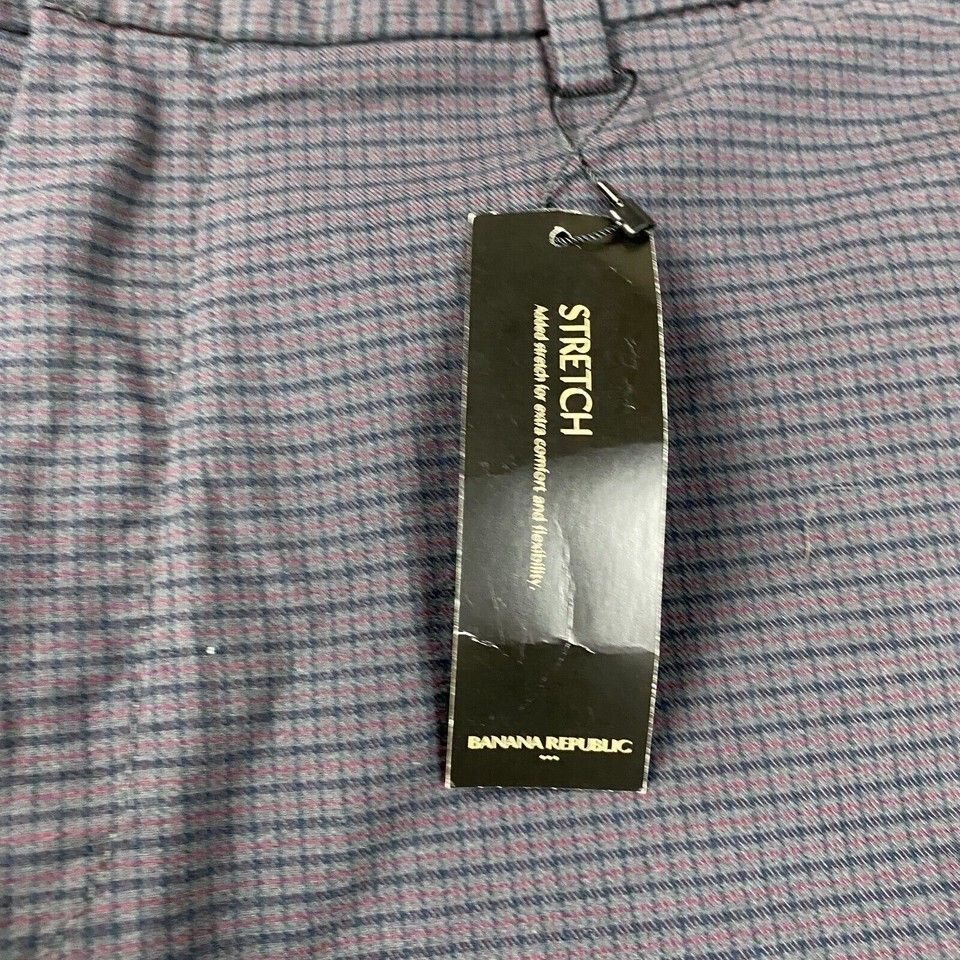 STRETCH
Added stretch for extra comfort and flexibility.
BANANA REPUBLIC